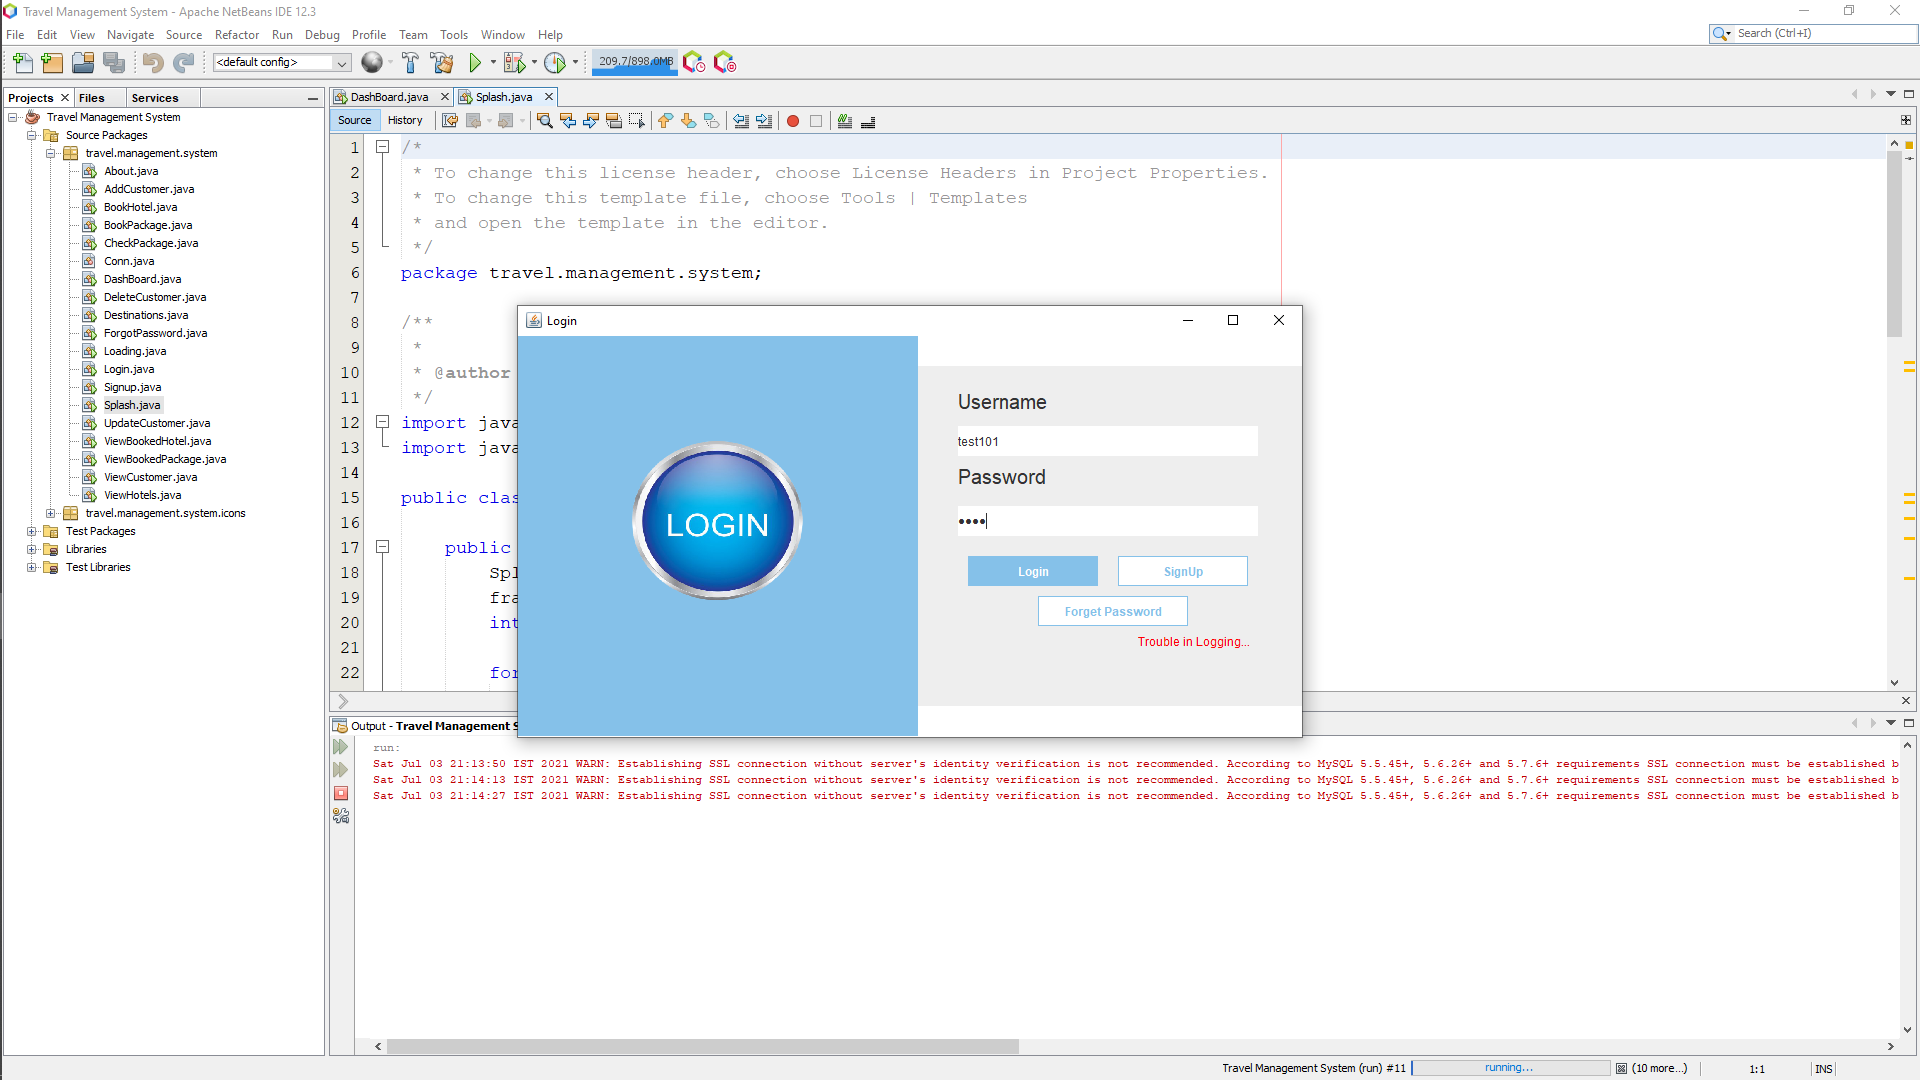 Travel Management System - Apache NetBeans IDE 12.3
File Edit View Navigate Source Refactor Run Debug Profile Team Tools Window Help
Search (Ctrl+I)
<default config>
209.7/898.0MB
Projects Files Services
Travel Management System
Source Packages
travel.management.system
About.java
AddCustomer.java
BookHotel.java
BookPackage.java
CheckPackage.java
Conn.java
DashBoard.java
DeleteCustomer.java
Destinations.java
ForgotPassword.java
Loading.java
Login.java
Signup.java
Splash.java
UpdateCustomer.java
ViewBookedHotel.java
ViewBookedPackage.java
ViewCustomer.java
ViewHotels.java
travel.management.system.icons
Test Packages
Libraries
Test Libraries
DashBoard.java Splash.java
Source History
1 /*
2 * To change this license header, choose License Headers in Project Properties.
3 * To change this template file, choose Tools | Templates
4 * and open the template in the editor.
5 */
6 package travel.management.system;
7
8 /**
9 *
10 * @author
11 */
12 import java
13 import java
14
15 public clas
16
17 public
18 Spl
19 fra
20 int
21
22 for
Login
LOGIN
Username
test101
Password
••••
Login SignUp
Forget Password
Trouble in Logging...
Output - Travel Management S
run:
Sat Jul 03 21:13:50 IST 2021 WARN: Establishing SSL connection without server's identity verification is not recommended. According to MySQL 5.5.45+, 5.6.26+ and 5.7.6+ requirements SSL connection must be established b
Sat Jul 03 21:14:13 IST 2021 WARN: Establishing SSL connection without server's identity verification is not recommended. According to MySQL 5.5.45+, 5.6.26+ and 5.7.6+ requirements SSL connection must be established b
Sat Jul 03 21:14:27 IST 2021 WARN: Establishing SSL connection without server's identity verification is not recommended. According to MySQL 5.5.45+, 5.6.26+ and 5.7.6+ requirements SSL connection must be established b
Travel Management System (run) #11 running... (10 more...) 1:1 INS